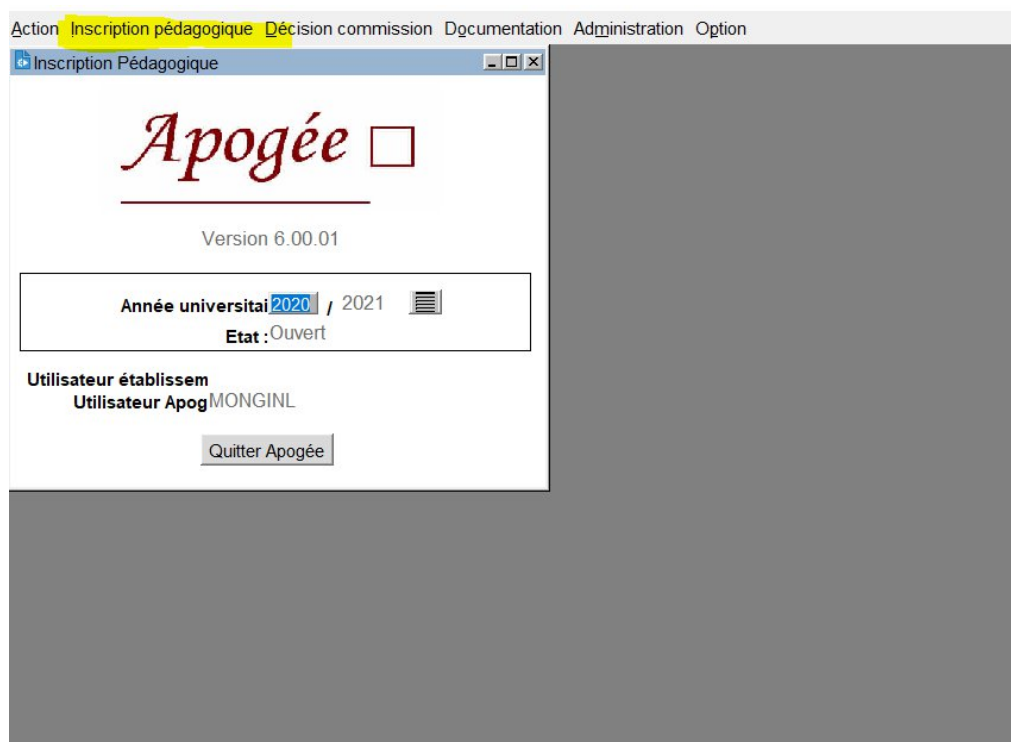 Action Inscription pédagogique Décision commission Documentation Administration Option
Inscription Pédagogique
Apogée
Version 6.00.01
Année universitai 2020 / 2021
Etat : Ouvert
Utilisateur établissem
Utilisateur Apog MONGINL
Quitter Apogée